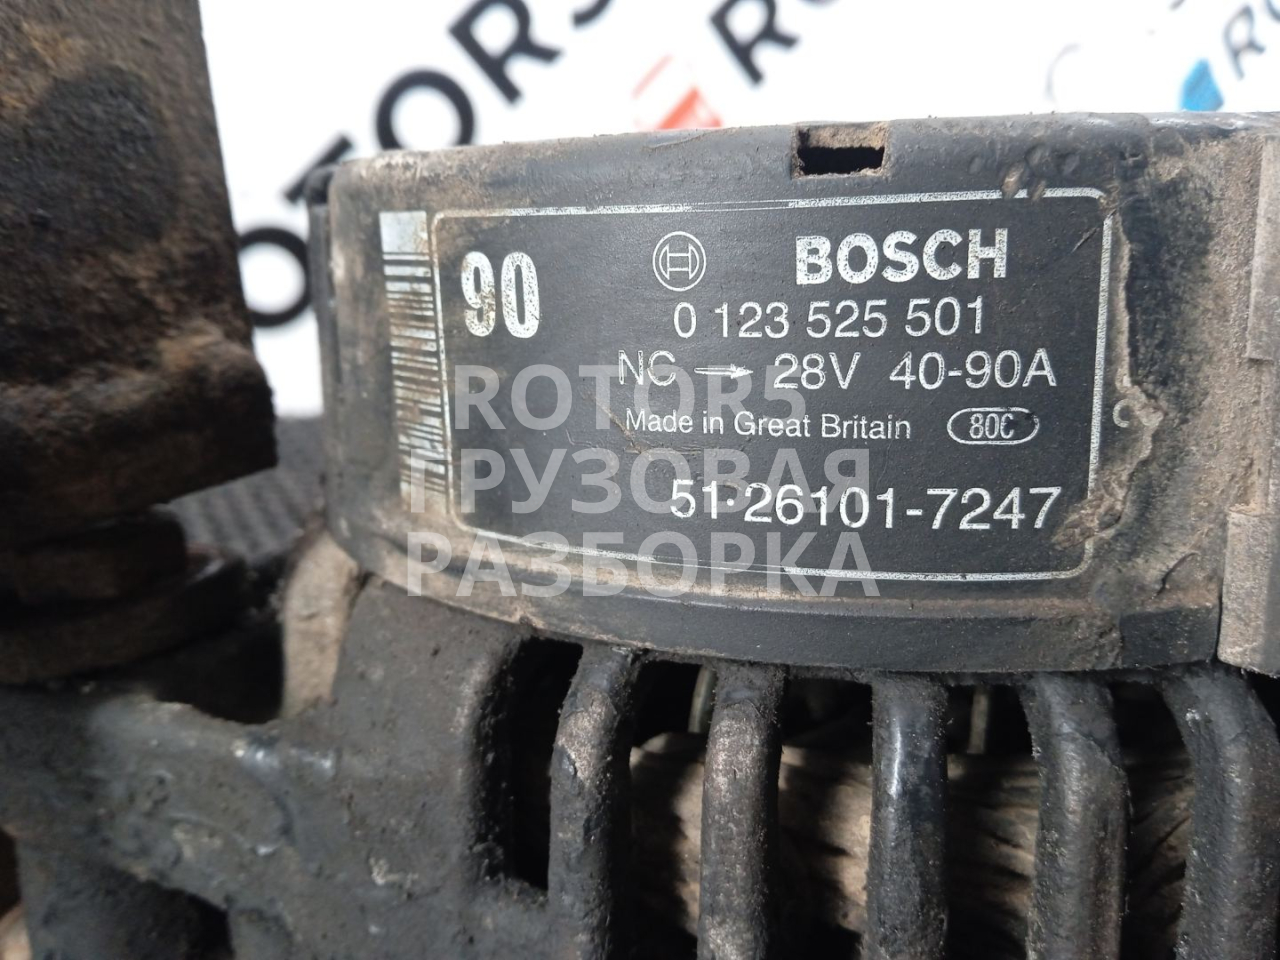 ROTOR5
90
BOSCH
0 123 525 501
NC → 28V 40-90A
Made in Great Britain 80C
51·26101-7247
ROTOR5
ГРУЗОВАЯ
РАЗБОРКА